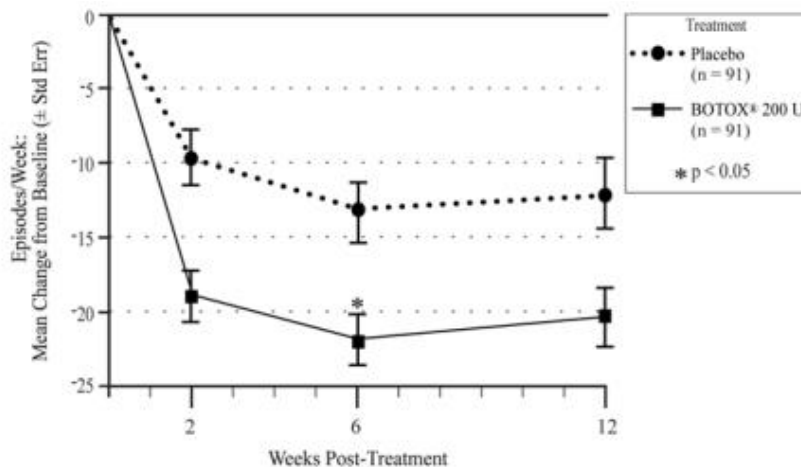 Episodes/Week:
Mean Change from Baseline (± Std Err)
0
-5
-10
-15
-20
-25
*
2
6
12
Weeks Post-Treatment
Treatment
Placebo
(n = 91)
BOTOX® 200 U
(n = 91)
* p < 0.05